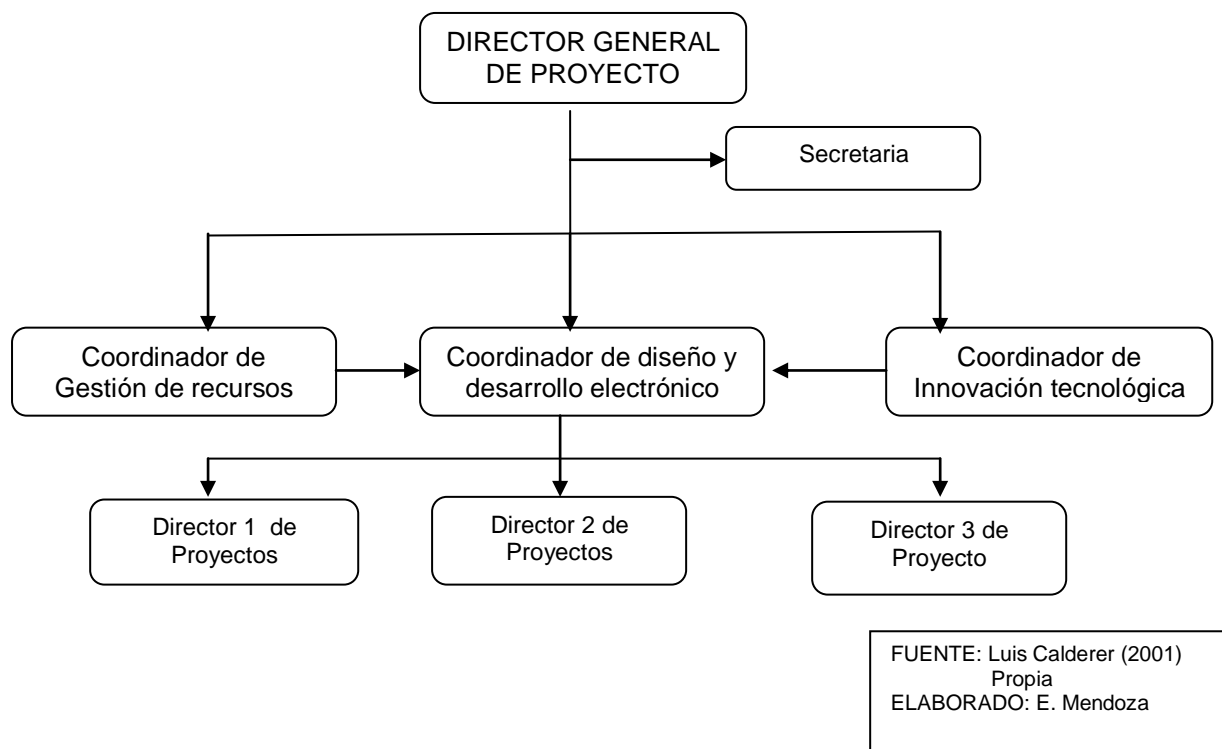 DIRECTOR GENERAL
DE PROYECTO
Secretaria
Coordinador de
Gestión de recursos
Coordinador de diseño y
desarrollo electrónico
Coordinador de
Innovación tecnológica
Director 1 de
Proyectos
Director 2 de
Proyectos
Director 3 de
Proyecto
FUENTE: Luis Calderer (2001)
Propia
ELABORADO: E. Mendoza